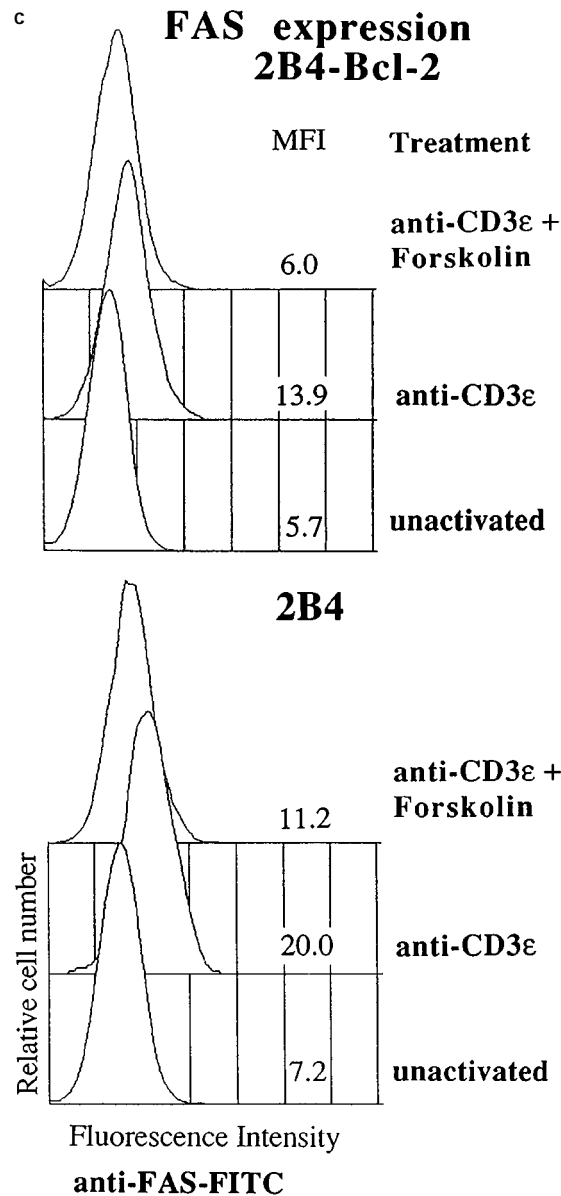 c
FAS expression
2B4-Bcl-2
MFI Treatment
anti-CD3ε +
6.0 Forskolin
13.9 anti-CD3ε
5.7 unactivated
2B4
anti-CD3ε +
11.2 Forskolin
20.0 anti-CD3ε
7.2 unactivated
Relative cell number
Fluorescence Intensity
anti-FAS-FITC